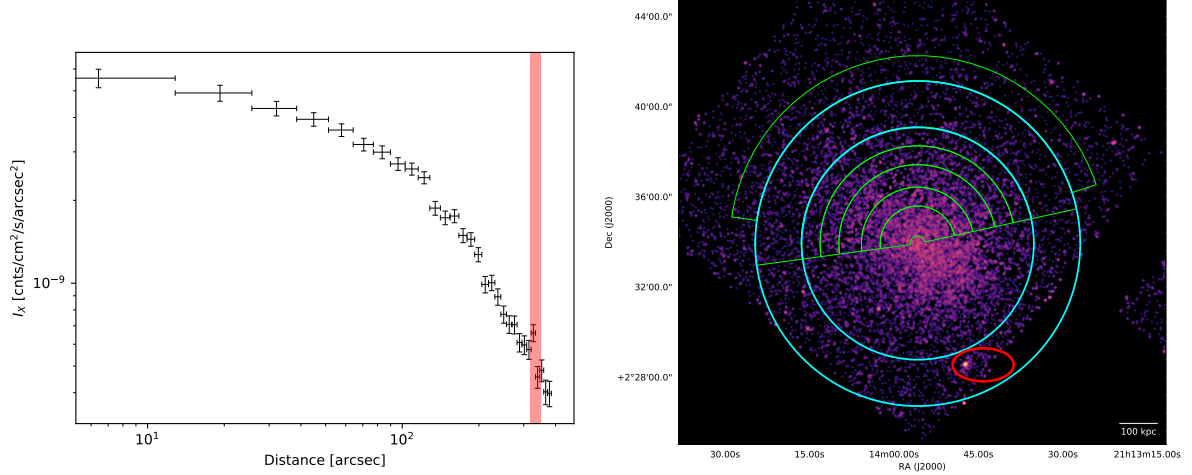 I_X [cnts/cm²/s/arcsec²]
10⁻⁹
10¹
10²
Distance [arcsec]
44'00.0"
40'00.0"
36'00.0"
32'00.0"
+2°28'00.0"
Dec (J2000)
100 kpc
30.00s
15.00s
14m00.00s
45.00s
30.00s
21h13m15.00s
RA (J2000)